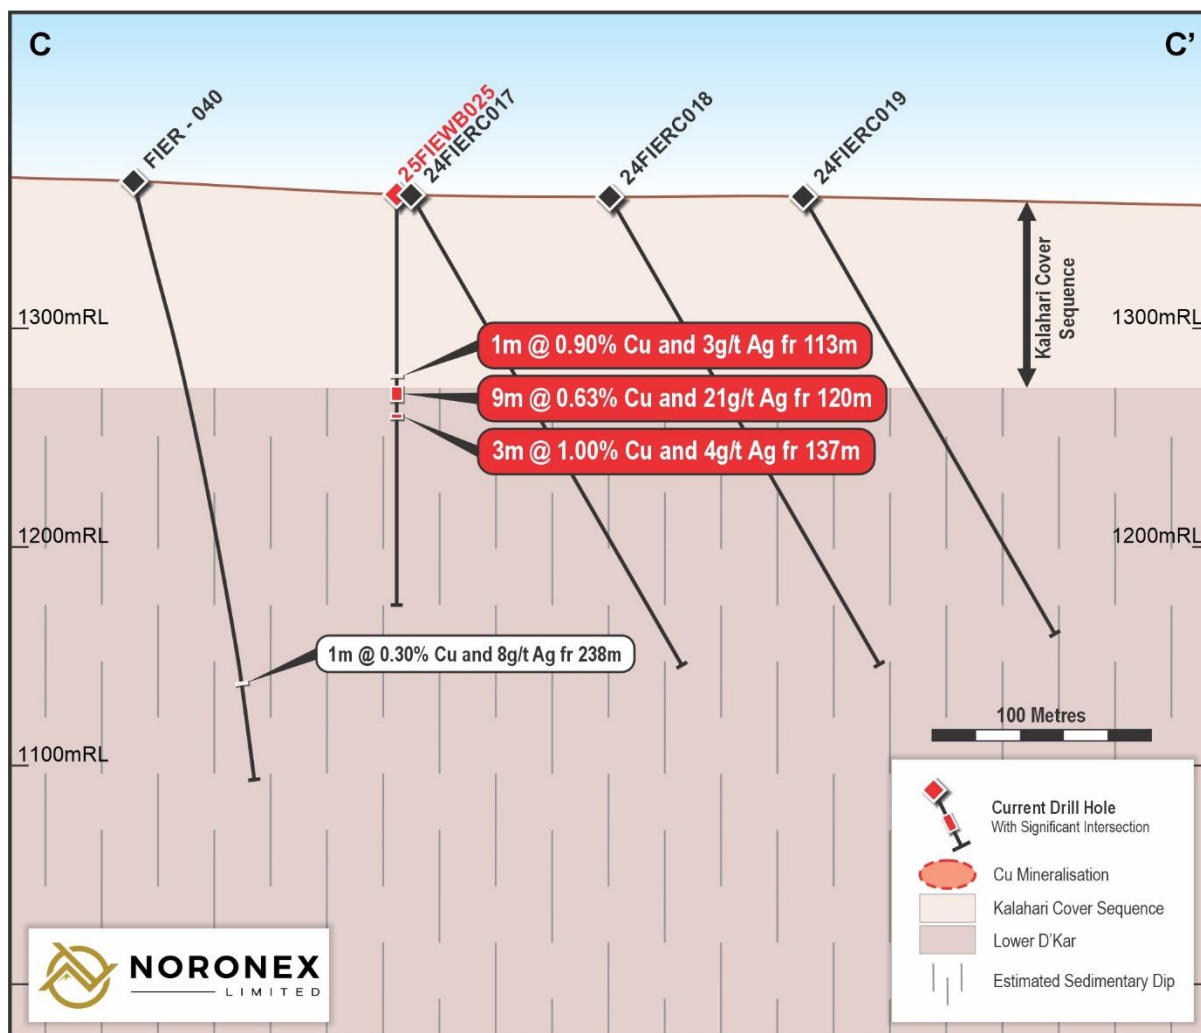 C
C’
FIER - 040
25FIEWB025
24FIERC017
24FIERC018
24FIERC019
Kalahari Cover
Sequence
1300mRL
1300mRL
1m @ 0.90% Cu and 3g/t Ag fr 113m
9m @ 0.63% Cu and 21g/t Ag fr 120m
3m @ 1.00% Cu and 4g/t Ag fr 137m
1200mRL
1200mRL
1m @ 0.30% Cu and 8g/t Ag fr 238m
100 Metres
1100mRL
Current Drill Hole
With Significant Intersection
Cu Mineralisation
Kalahari Cover Sequence
Lower D’Kar
Estimated Sedimentary Dip
NORONEX
LIMITED